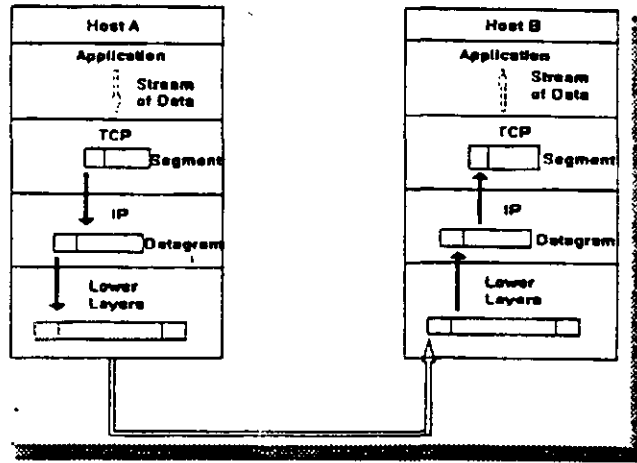 Host A
Application
Stream
of Data
TCP
Segment
IP
Datagram
Lower
Layers
Host B
Application
Stream
of Data
TCP
Segment
IP
Datagram
Lower
Layers